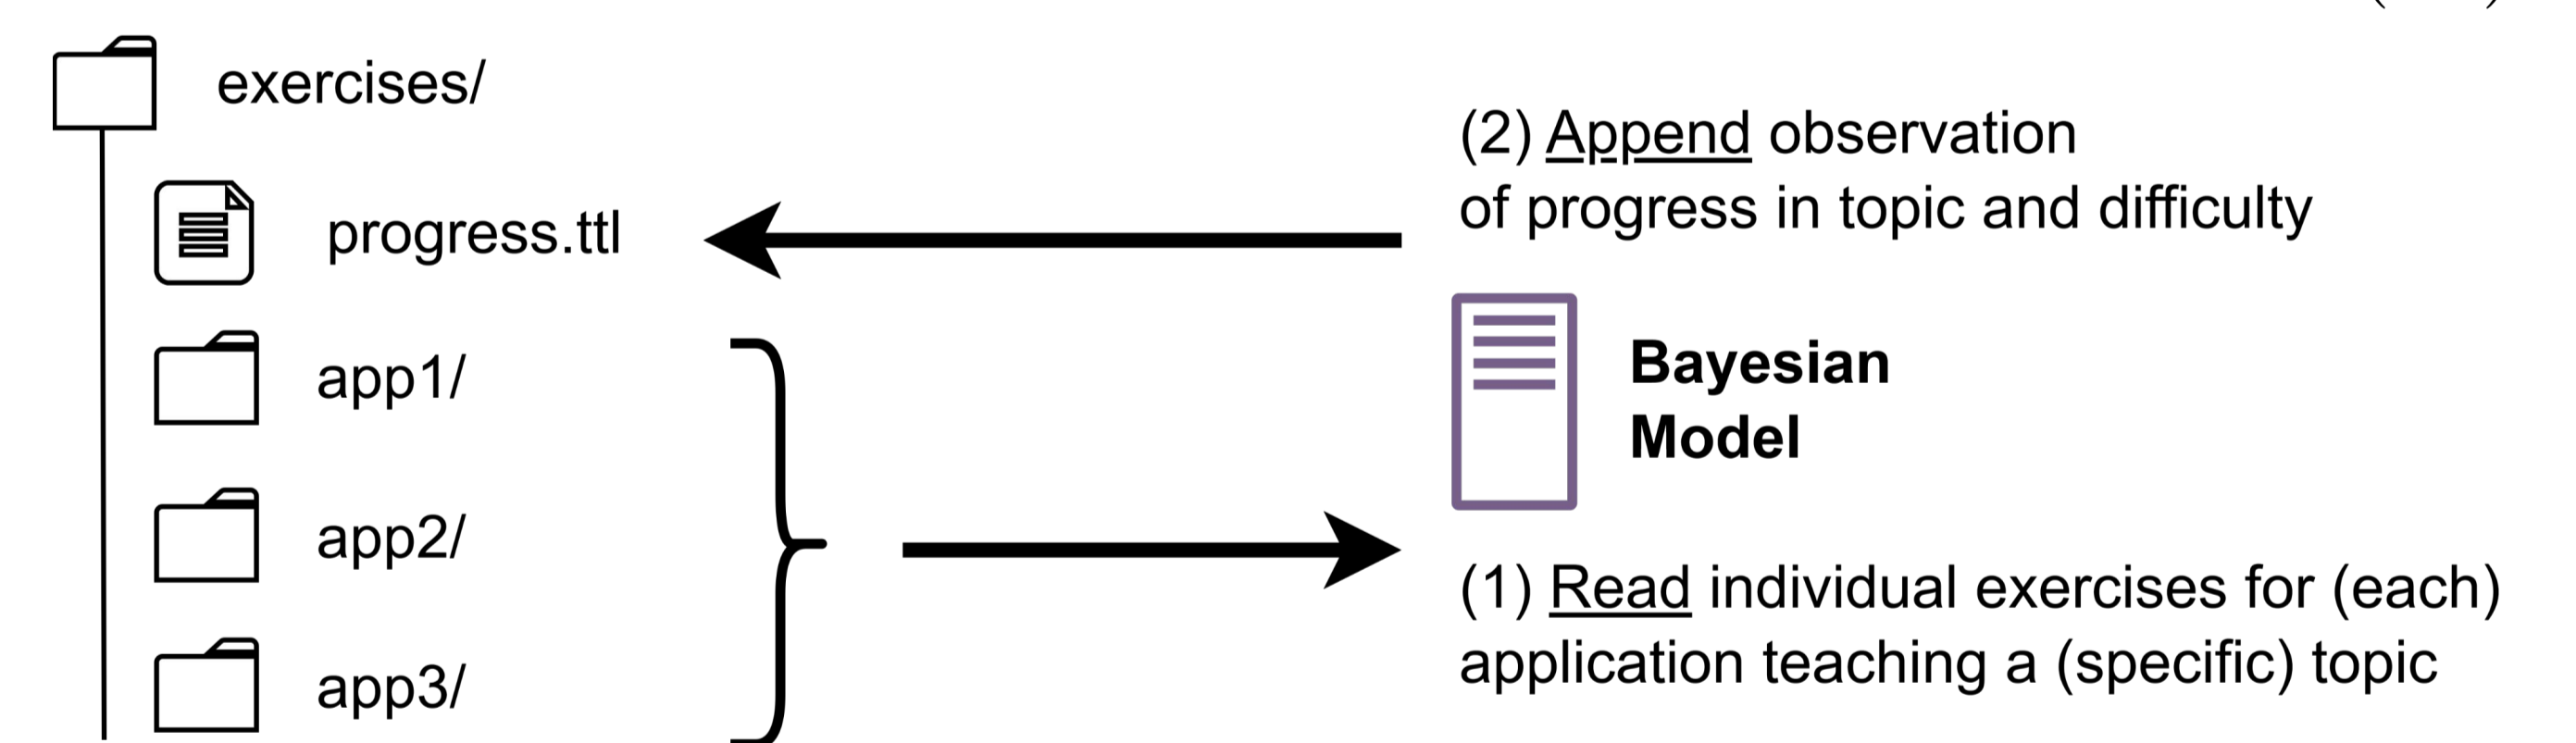 exercises/
progress.ttl
app1/
app2/
app3/
(2) Append observation
of progress in topic and difficulty
Bayesian
Model
(1) Read individual exercises for (each)
application teaching a (specific) topic